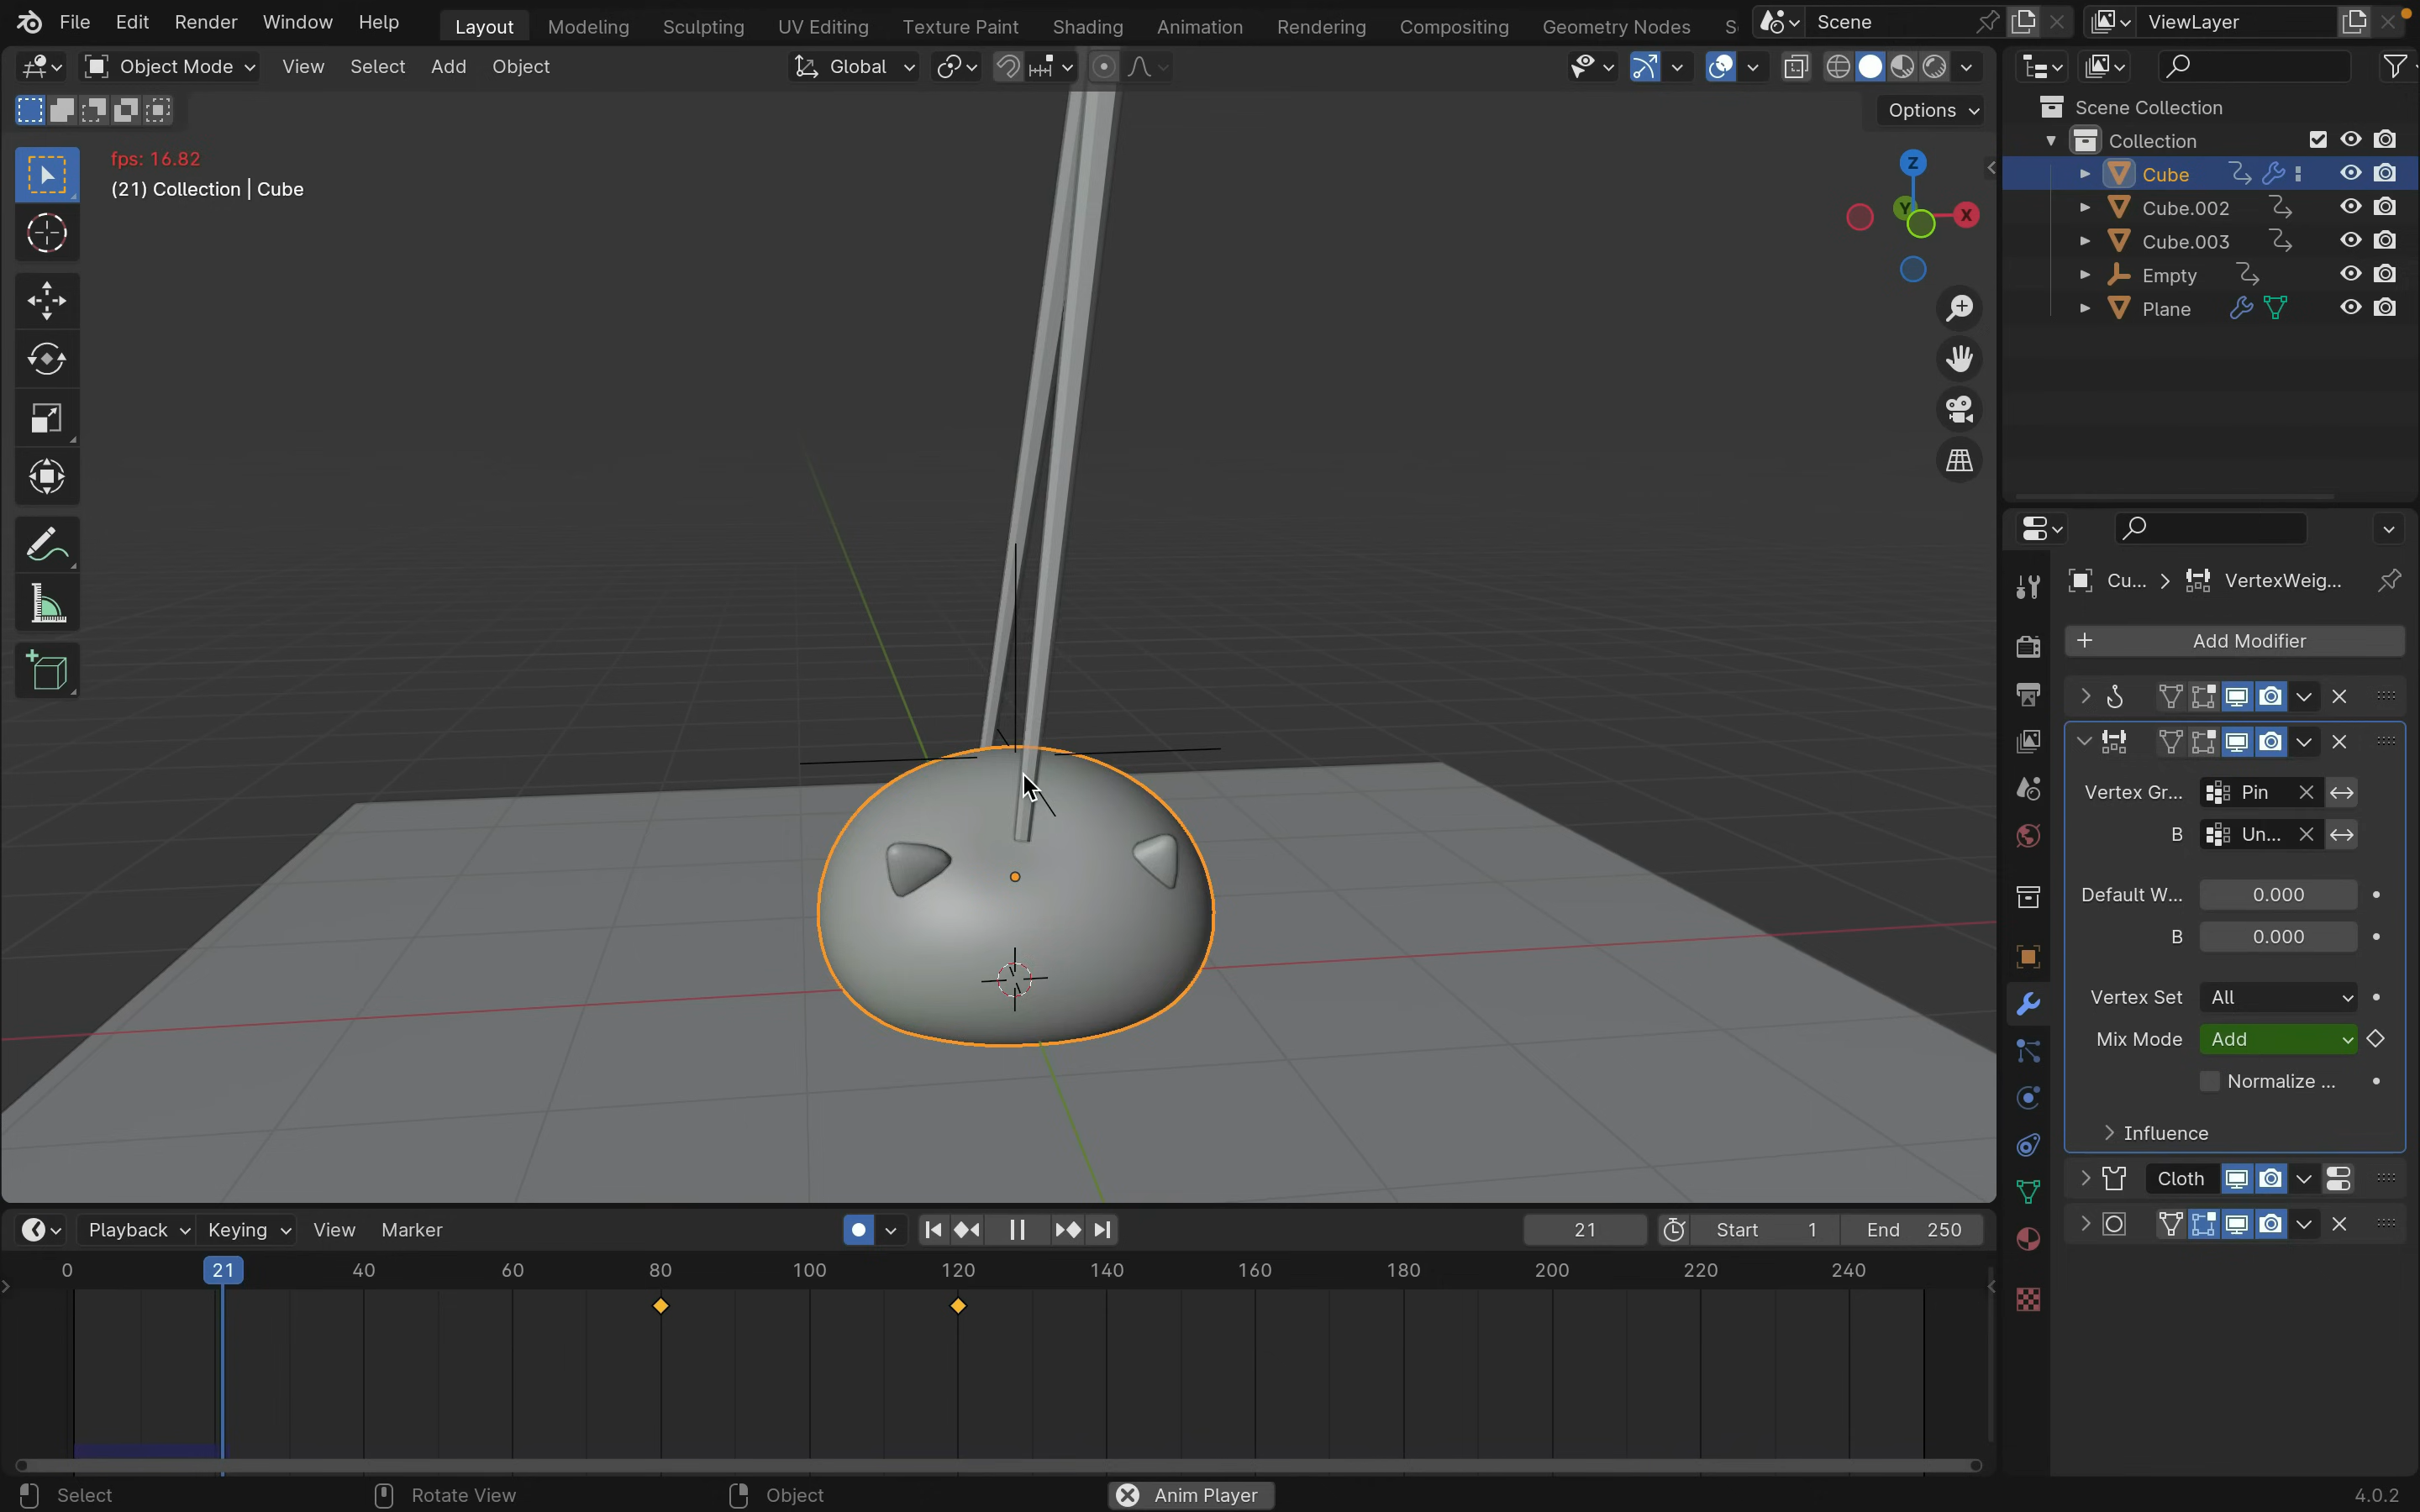 File Edit Render Window Help Layout Modeling Sculpting UV Editing Texture Paint Shading Animation Rendering Compositing Geometry Nodes Scene ViewLayer
Object Mode View Select Add Object Global
Options
fps: 16.82
(21) Collection | Cube
Z
Y
X
Scene Collection
Collection
Cube
Cube.002
Cube.003
Empty
Plane
Cu... VertexWeig...
Add Modifier
Vertex Gr... Pin
B Un...
Default W... 0.000
B 0.000
Vertex Set All
Mix Mode Add
Normalize ...
Influence
Cloth
Playback Keying View Marker 21 Start 1 End 250
0 21 40 60 80 100 120 140 160 180 200 220 240
Select Rotate View Object Anim Player 4.0.2